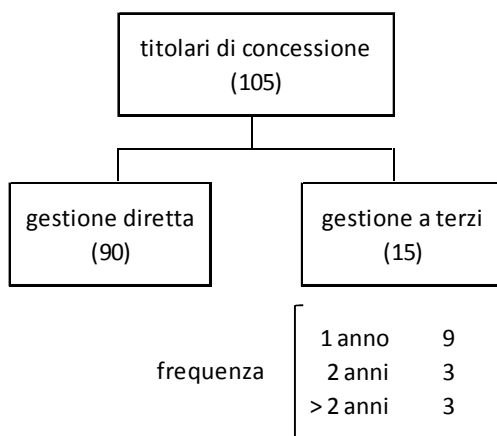 titolari di concessione
(105)
gestione diretta
(90)
gestione a terzi
(15)
frequenza
1 anno 9
2 anni 3
> 2 anni 3